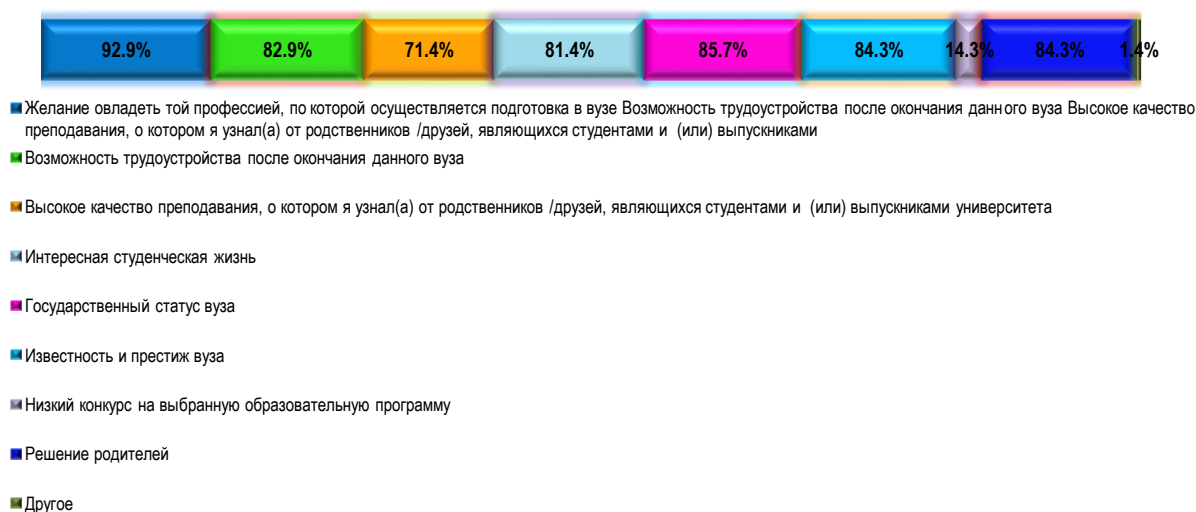 92.9% 82.9% 71.4% 81.4% 85.7% 84.3% 14.3% 84.3% 1.4%
Желание овладеть той профессией, по которой осуществляется подготовка в вузе Возможность трудоустройства после окончания данного вуза Высокое качество
преподавания, о котором я узнал(а) от родственников /друзей, являющихся студентами и (или) выпускниками
Возможность трудоустройства после окончания данного вуза
Высокое качество преподавания, о котором я узнал(а) от родственников /друзей, являющихся студентами и (или) выпускниками университета
Интересная студенческая жизнь
Государственный статус вуза
Известность и престиж вуза
Низкий конкурс на выбранную образовательную программу
Решение родителей
Другое